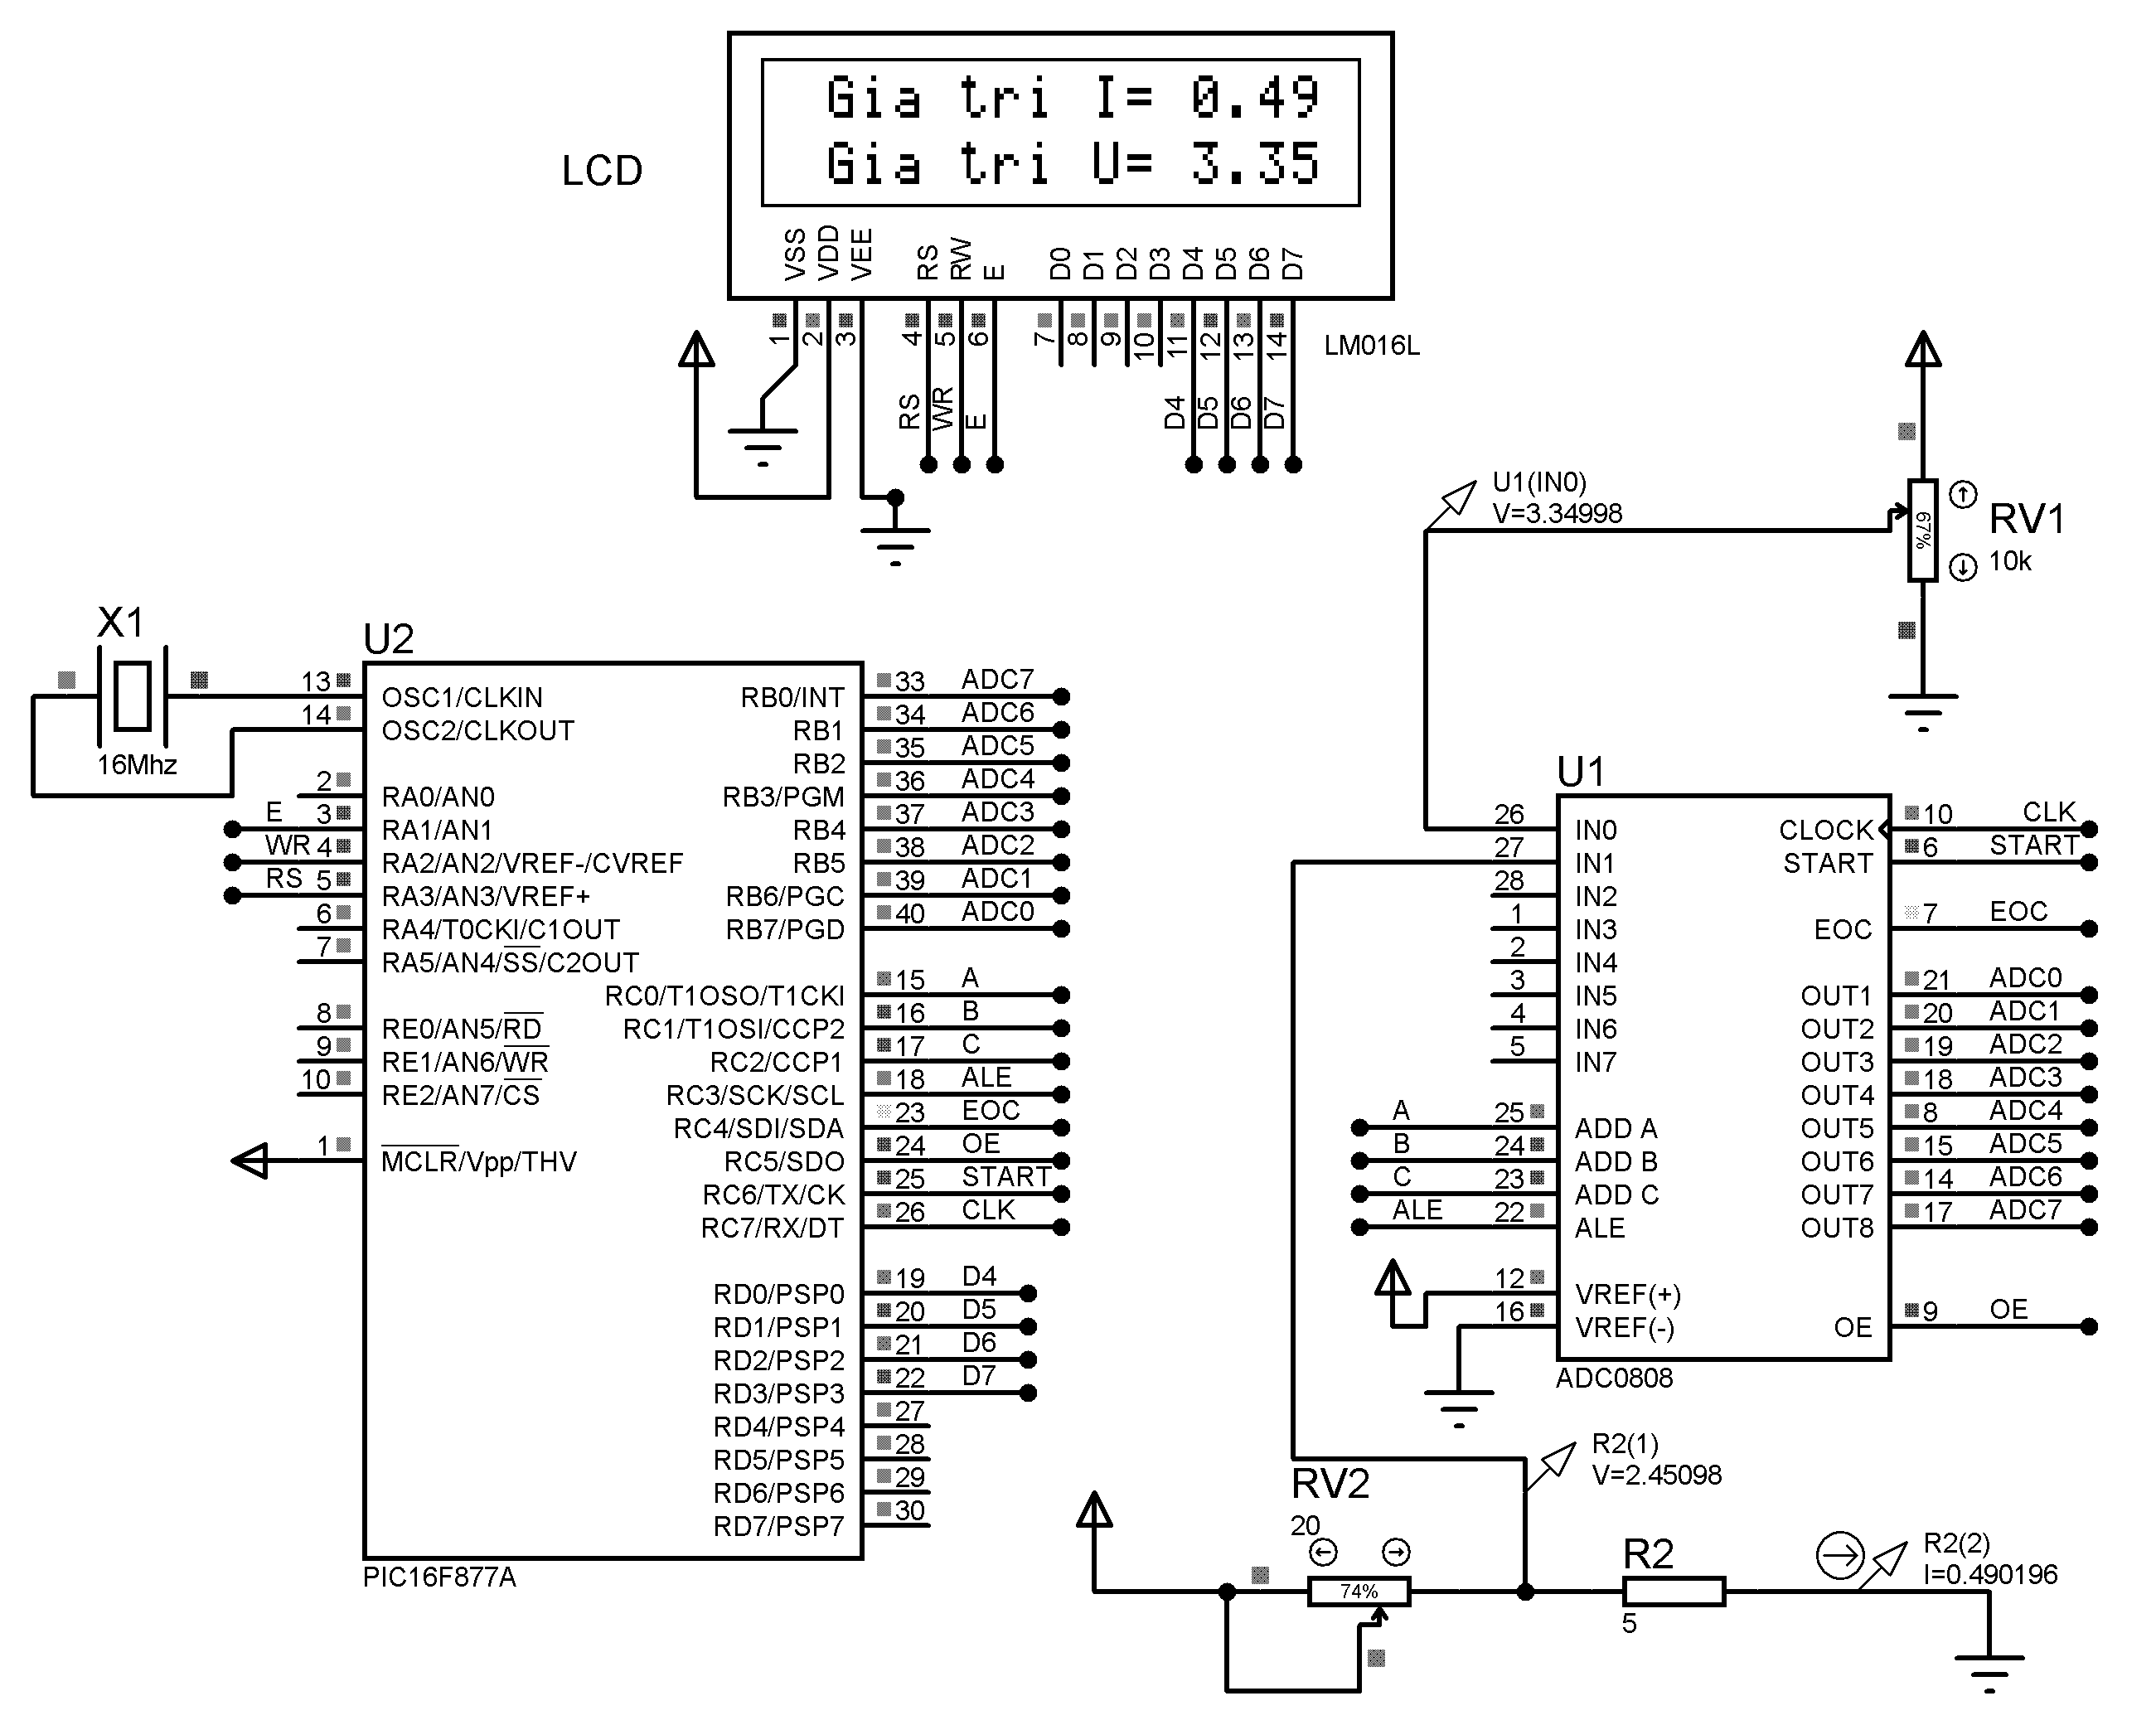 Gia tri I= 0.49
Gia tri U= 3.35
LCD
VSS VDD VEE RS RW E D0 D1 D2 D3 D4 D5 D6 D7
1 2 3 4 5 6 7 8 9 10 11 12 13 14
LM016L
RS WR E D4 D5 D6 D7
U1(IN0)
V=3.34998
67%
RV1
10k
X1
16Mhz
U2
13 OSC1/CLKIN
14 OSC2/CLKOUT
2 RA0/AN0
E 3 RA1/AN1
WR 4 RA2/AN2/VREF-/CVREF
RS 5 RA3/AN3/VREF+
6 RA4/T0CKI/C1OUT
7 RA5/AN4/SS/C2OUT
8 RE0/AN5/RD
9 RE1/AN6/WR
10 RE2/AN7/CS
1 MCLR/Vpp/THV
RB0/INT 33 ADC7
RB1 34 ADC6
RB2 35 ADC5
RB3/PGM 36 ADC4
RB4 37 ADC3
RB5 38 ADC2
RB6/PGC 39 ADC1
RB7/PGD 40 ADC0
RC0/T1OSO/T1CKI 15 A
RC1/T1OSI/CCP2 16 B
RC2/CCP1 17 C
RC3/SCK/SCL 18 ALE
RC4/SDI/SDA 23 EOC
RC5/SDO 24 OE
RC6/TX/CK 25 START
RC7/RX/DT 26 CLK
RD0/PSP0 19 D4
RD1/PSP1 20 D5
RD2/PSP2 21 D6
RD3/PSP3 22 D7
RD4/PSP4 27
RD5/PSP5 28
RD6/PSP6 29
RD7/PSP7 30
PIC16F877A
U1
26 IN0
27 IN1
28 IN2
1 IN3
2 IN4
3 IN5
4 IN6
5 IN7
A 25 ADD A
B 24 ADD B
C 23 ADD C
ALE 22 ALE
12 VREF(+)
16 VREF(-)
CLOCK 10 CLK
START 6 START
EOC 7 EOC
OUT1 21 ADC0
OUT2 20 ADC1
OUT3 19 ADC2
OUT4 18 ADC3
OUT5 8 ADC4
OUT6 15 ADC5
OUT7 14 ADC6
OUT8 17 ADC7
OE 9 OE
ADC0808
R2(1)
V=2.45098
RV2
20
74%
R2
5
R2(2)
I=0.490196